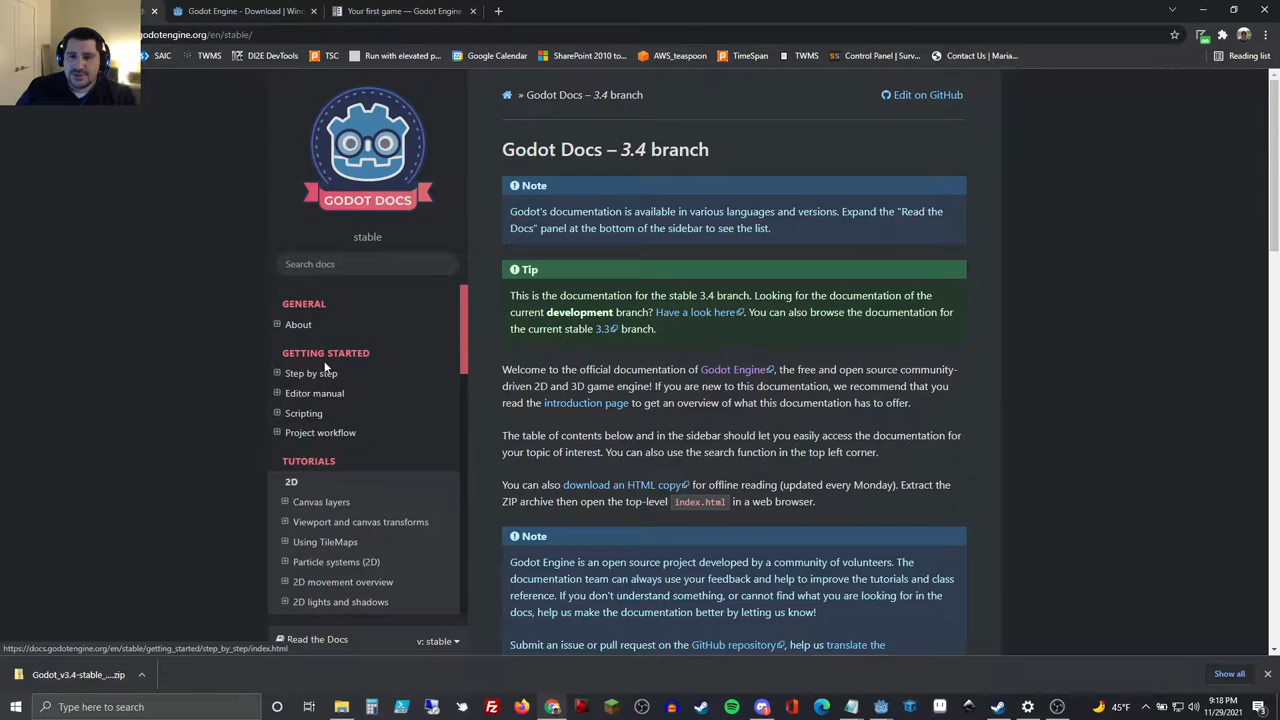 Godot Engine - Download | Wind
Your first game — Godot Engine
godotengine.org/en/stable/
SAIC
TWMS
DI2E DevTools
TSC
Run with elevated p...
Google Calendar
SharePoint 2010 to...
AWS_teaspoon
TimeSpan
TWMS
Control Panel , Surv...
Contact Us | Maria...
Reading list
GODOT DOCS
stable
Search docs
GENERAL
About
GETTING STARTED
Step by step
Editor manual
Scripting
Project workflow
TUTORIALS
2D
Canvas layers
Viewport and canvas transforms
Using TileMaps
Particle systems (2D)
2D movement overview
2D lights and shadows
Read the Docs
v: stable
» Godot Docs – 3.4 branch
Edit on GitHub
Godot Docs – 3.4 branch
Note
Godot's documentation is available in various languages and versions. Expand the "Read the
Docs" panel at the bottom of the sidebar to see the list.
Tip
This is the documentation for the stable 3.4 branch. Looking for the documentation of the
current development branch? Have a look here. You can also browse the documentation for
the current stable 3.3 branch.
Welcome to the official documentation of Godot Engine, the free and open source community-
driven 2D and 3D game engine! If you are new to this documentation, we recommend that you
read the introduction page to get an overview of what this documentation has to offer.
The table of contents below and in the sidebar should let you easily access the documentation for
your topic of interest. You can also use the search function in the top left corner.
You can also download an HTML copy for offline reading (updated every Monday). Extract the
ZIP archive then open the top-level index.html in a web browser.
Note
Godot Engine is an open source project developed by a community of volunteers. The
documentation team can always use your feedback and help to improve the tutorials and class
reference. If you don't understand something, or cannot find what you are looking for in the
docs, help us make the documentation better by letting us know!
Submit an issue or pull request on the GitHub repository, help us translate the
https://docs.godotengine.org/en/stable/getting_started/step_by_step/index.html
Godot_v3.4-stable_....zip
Show all
Type here to search
45°F
9:18 PM
11/29/2021